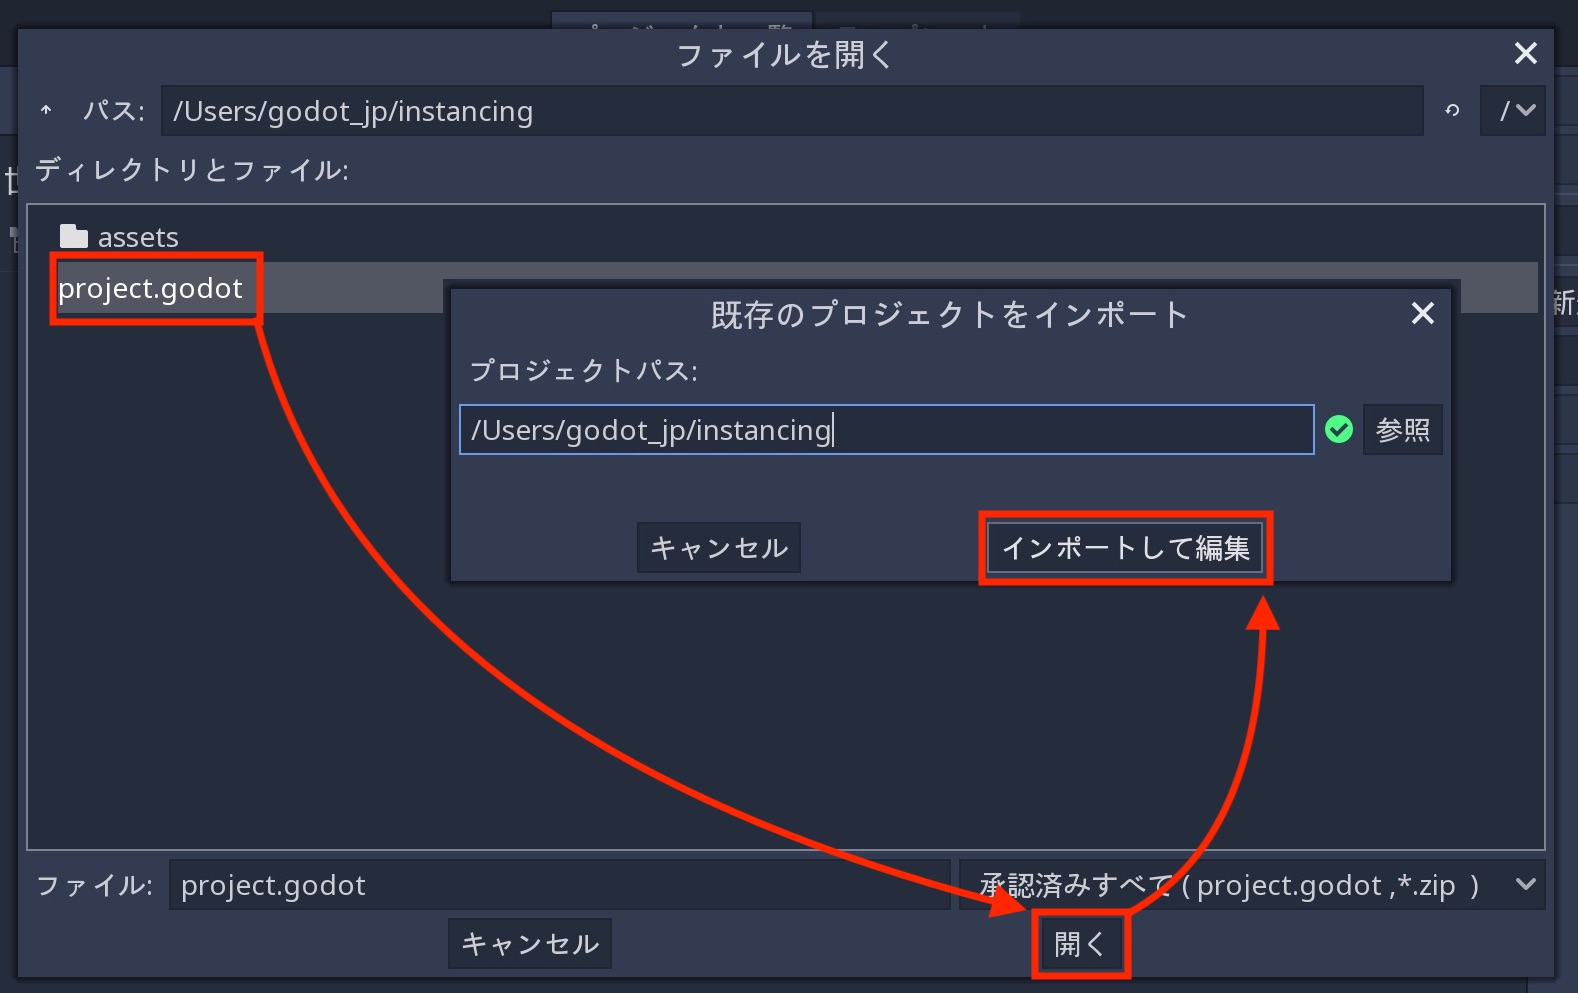 ファイルを開く
パス: /Users/godot_jp/instancing /
ディレクトリとファイル:
assets
project.godot
既存のプロジェクトをインポート
プロジェクトパス:
/Users/godot_jp/instancing 参照
キャンセル インポートして編集
ファイル: project.godot 承認済みすべて ( project.godot ,*.zip )
キャンセル 開く